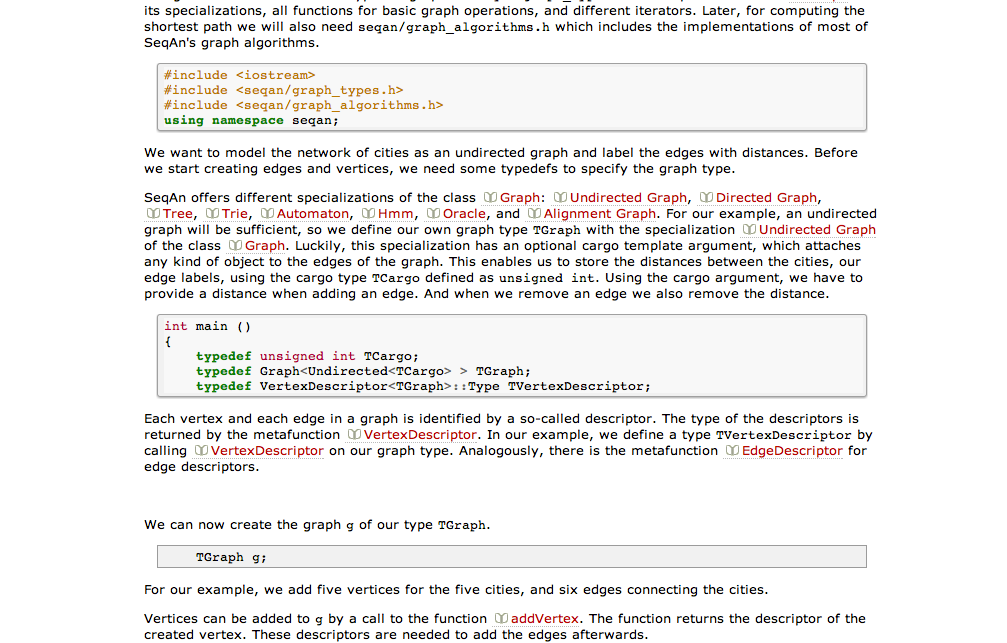 its specializations, all functions for basic graph operations, and different iterators. Later, for computing the
shortest path we will also need seqan/graph_algorithms.h which includes the implementations of most of
SeqAn's graph algorithms.
#include <iostream>
#include <seqan/graph_types.h>
#include <seqan/graph_algorithms.h>
using namespace seqan;
We want to model the network of cities as an undirected graph and label the edges with distances. Before
we start creating edges and vertices, we need some typedefs to specify the graph type.
SeqAn offers different specializations of the class Graph: Undirected Graph, Directed Graph,
Tree, Trie, Automaton, Hmm, Oracle, and Alignment Graph. For our example, an undirected
graph will be sufficient, so we define our own graph type TGraph with the specialization Undirected Graph
of the class Graph. Luckily, this specialization has an optional cargo template argument, which attaches
any kind of object to the edges of the graph. This enables us to store the distances between the cities, our
edge labels, using the cargo type TCargo defined as unsigned int. Using the cargo argument, we have to
provide a distance when adding an edge. And when we remove an edge we also remove the distance.
int main ()
{
    typedef unsigned int TCargo;
    typedef Graph<Undirected<TCargo> > TGraph;
    typedef VertexDescriptor<TGraph>::Type TVertexDescriptor;
Each vertex and each edge in a graph is identified by a so-called descriptor. The type of the descriptors is
returned by the metafunction VertexDescriptor. In our example, we define a type TVertexDescriptor by
calling VertexDescriptor on our graph type. Analogously, there is the metafunction EdgeDescriptor for
edge descriptors.
We can now create the graph g of our type TGraph.
    TGraph g;
For our example, we add five vertices for the five cities, and six edges connecting the cities.
Vertices can be added to g by a call to the function addVertex. The function returns the descriptor of the
created vertex. These descriptors are needed to add the edges afterwards.